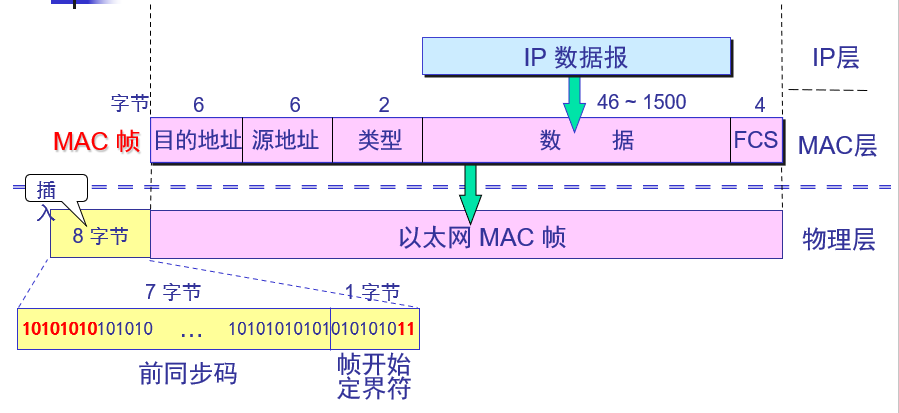 IP 数据报
IP层
字节
6
6
2
46 ~ 1500
4
MAC 帧
目的地址
源地址
类型
数 据
FCS
MAC层
插
入
8 字节
以太网 MAC 帧
物理层
7 字节
1 字节
10101010101010 … 10101010101010101011
前同步码
帧开始
定界符